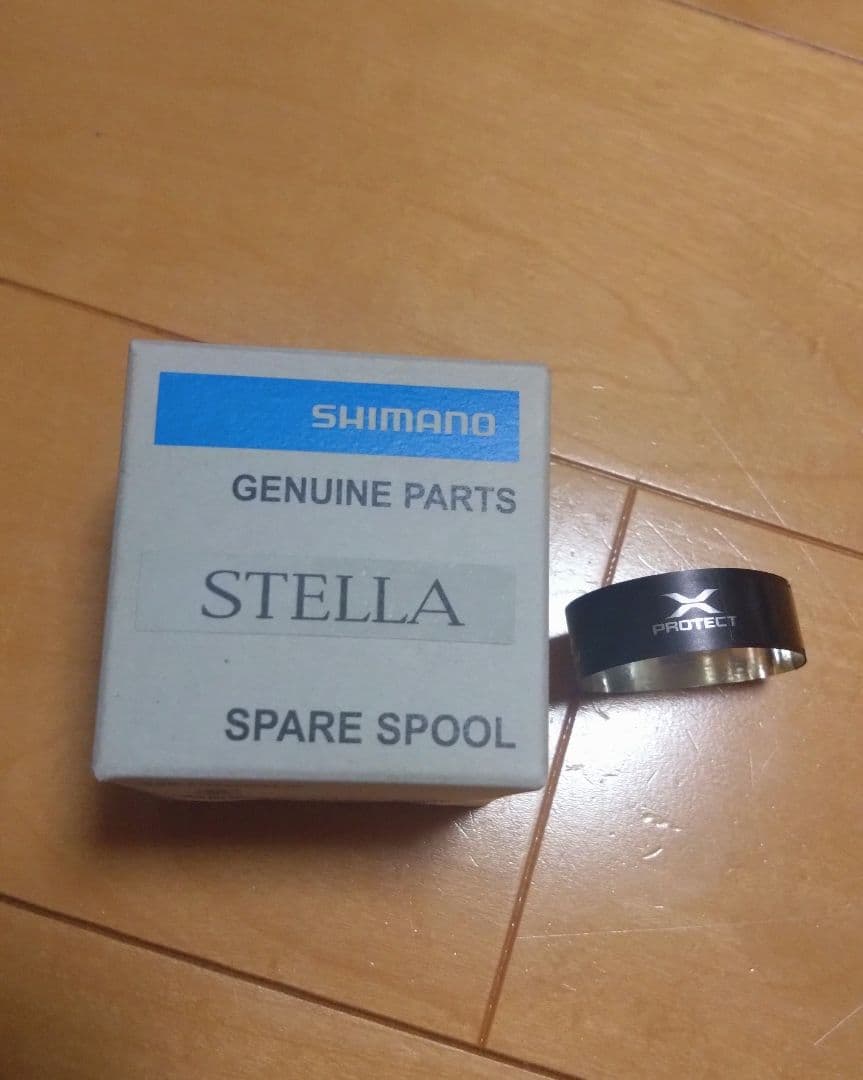 SHIMANO
GENUINE PARTS
STELLA
SPARE SPOOL
X
PROTECT